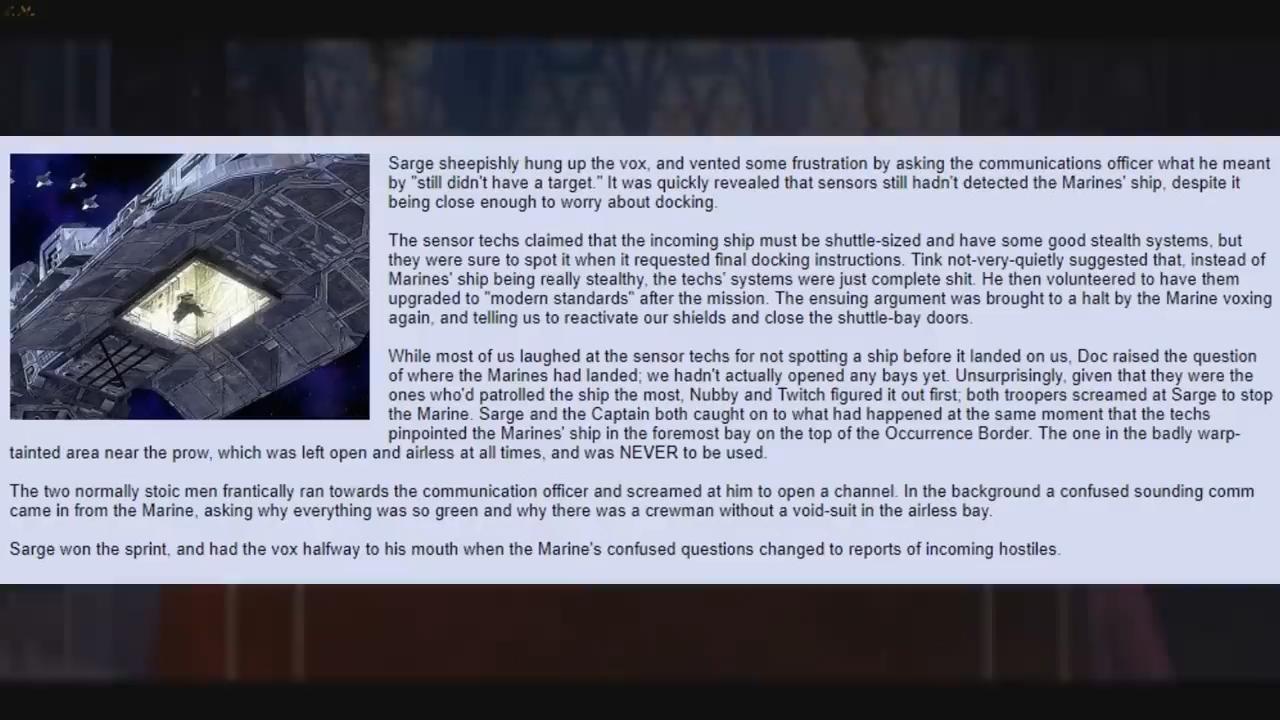 Sarge sheepishly hung up the vox, and vented some frustration by asking the communications officer what he meant
by "still didn't have a target." It was quickly revealed that sensors still hadn't detected the Marines' ship, despite it
being close enough to worry about docking.
The sensor techs claimed that the incoming ship must be shuttle-sized and have some good stealth systems, but
they were sure to spot it when it requested final docking instructions. Tink not-very-quietly suggested that, instead of
Marines' ship being really stealthy, the techs' systems were just complete shit. He then volunteered to have them
upgraded to "modern standards" after the mission. The ensuing argument was brought to a halt by the Marine voxing
again, and telling us to reactivate our shields and close the shuttle-bay doors.
While most of us laughed at the sensor techs for not spotting a ship before it landed on us, Doc raised the question
of where the Marines had landed; we hadn't actually opened any bays yet. Unsurprisingly, given that they were the
ones who'd patrolled the ship the most, Nubby and Twitch figured it out first; both troopers screamed at Sarge to stop
the Marine. Sarge and the Captain both caught on to what had happened at the same moment that the techs
pinpointed the Marines' ship in the foremost bay on the top of the Occurrence Border. The one in the badly warp-
tainted area near the prow, which was left open and airless at all times, and was NEVER to be used.
The two normally stoic men frantically ran towards the communication officer and screamed at him to open a channel. In the background a confused sounding comm
came in from the Marine, asking why everything was so green and why there was a crewman without a void-suit in the airless bay.
Sarge won the sprint, and had the vox halfway to his mouth when the Marine's confused questions changed to reports of incoming hostiles.